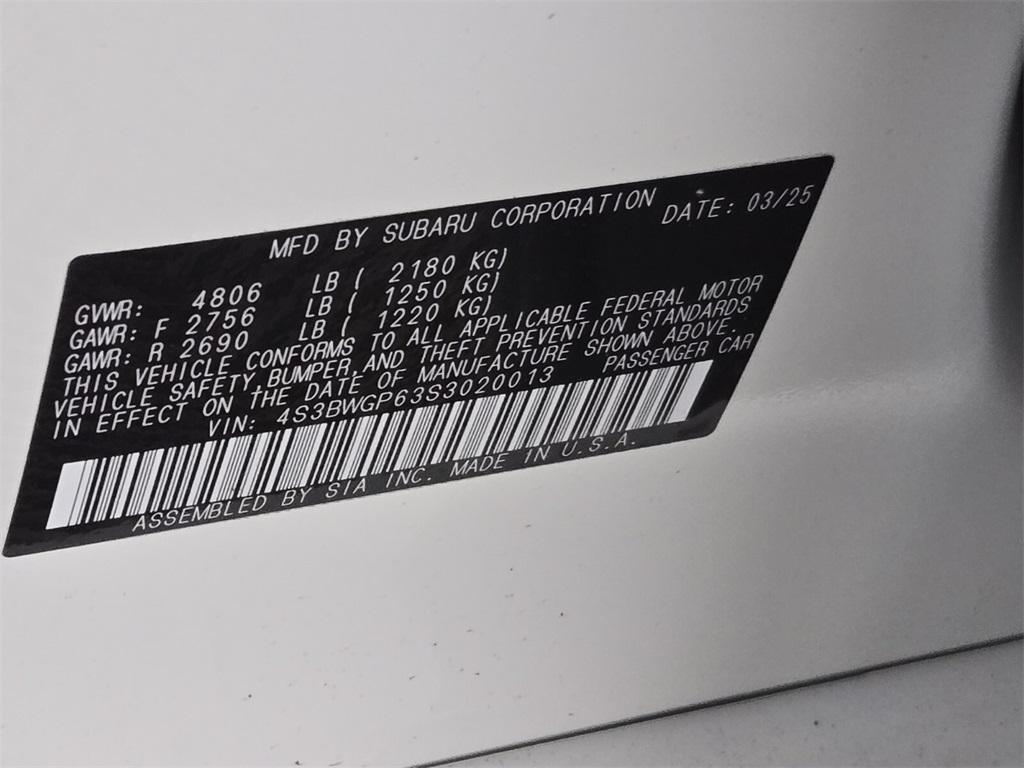 MFD BY SUBARU CORPORATION DATE: 03/25
GVWR: 4806 LB ( 2180 KG)
GAWR: F 2756 LB ( 1250 KG)
GAWR: R 2690 LB ( 1220 KG)
THIS VEHICLE CONFORMS TO ALL APPLICABLE FEDERAL MOTOR
VEHICLE SAFETY,BUMPER,AND THEFT PREVENTION STANDARDS
IN EFFECT ON THE DATE OF MANUFACTURE SHOWN ABOVE.
VIN: 4S3BWGP63S3020013 PASSENGER CAR
ASSEMBLED BY SIA INC. MADE IN U.S.A.